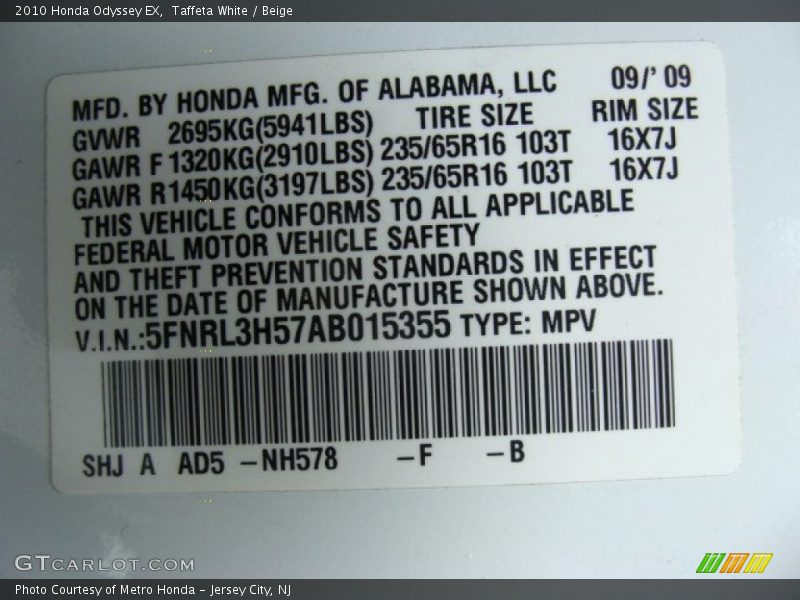 2010 Honda Odyssey EX,  Taffeta White / Beige
MFD. BY HONDA MFG. OF ALABAMA, LLC 09/' 09
GVWR 2695KG(5941LBS) TIRE SIZE RIM SIZE
GAWR F 1320KG(2910LBS) 235/65R16 103T 16X7J
GAWR R1450KG(3197LBS) 235/65R16 103T 16X7J
THIS VEHICLE CONFORMS TO ALL APPLICABLE
FEDERAL MOTOR VEHICLE SAFETY
AND THEFT PREVENTION STANDARDS IN EFFECT
ON THE DATE OF MANUFACTURE SHOWN ABOVE.
V.I.N.:5FNRL3H57AB015355 TYPE: MPV
SHJ A AD5 -NH578 -F -B
GTCARLOT.COM
Photo Courtesy of Metro Honda - Jersey City, NJ